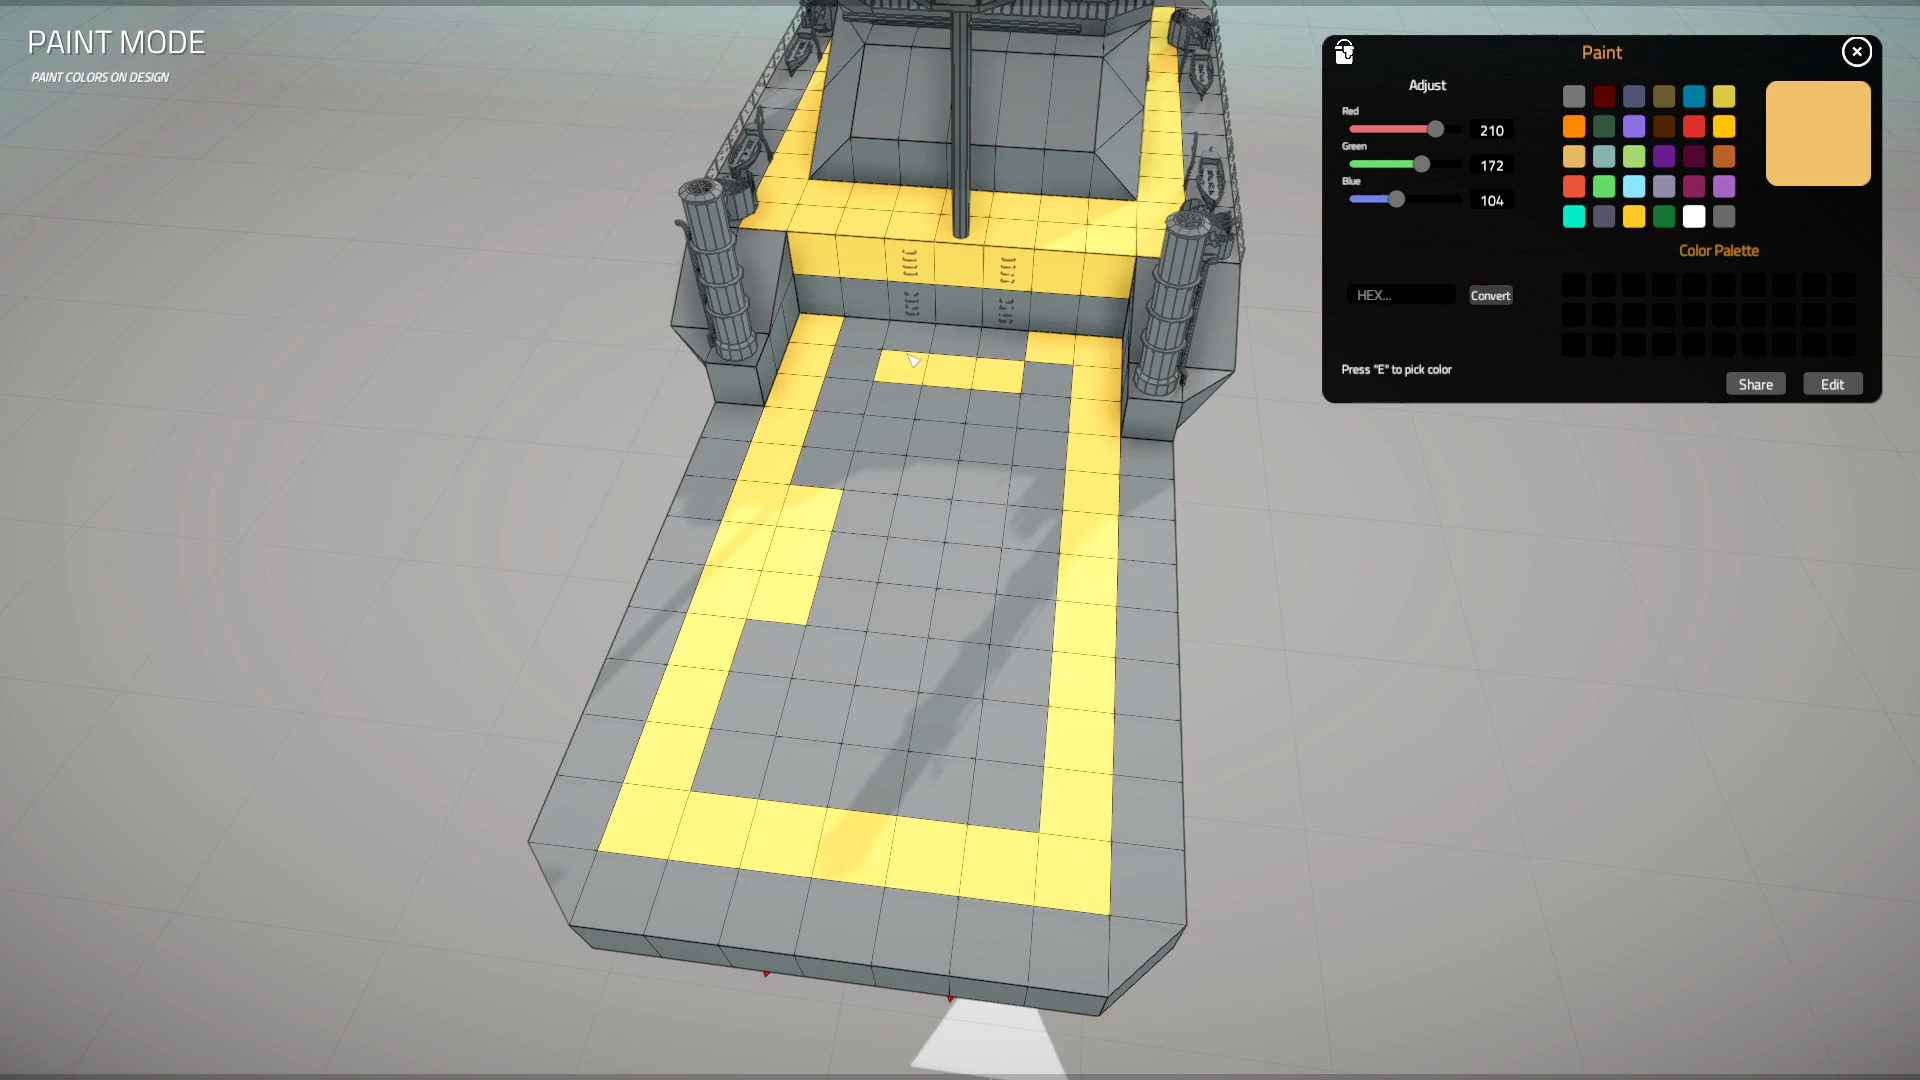 PAINT MODE
PAINT COLORS ON DESIGN
Paint
Adjust
Red
210
Green
172
Blue
104
Color Palette
HEX...
Convert
Press "E" to pick color
Share
Edit